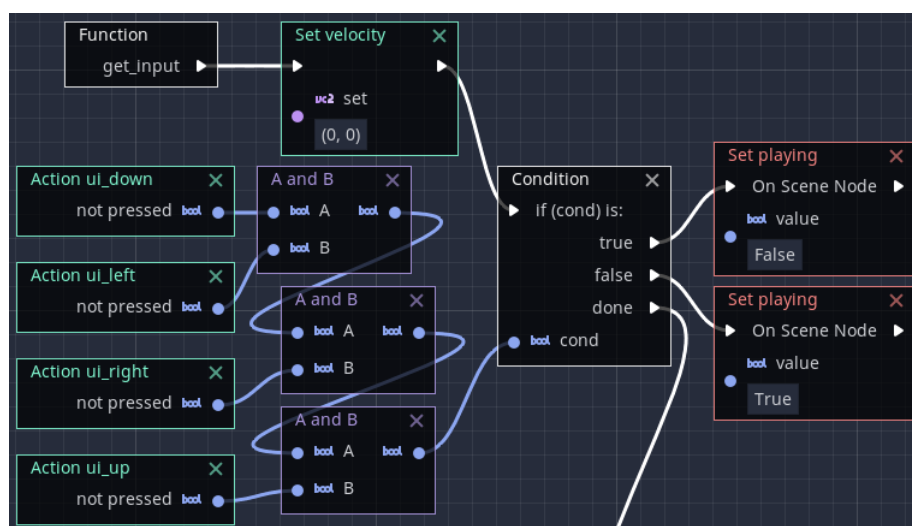 Function
get_input
Set velocity
vc2 set
(0, 0)
Action ui_down
not pressed bool
A and B
bool A bool
bool B
Action ui_left
not pressed bool
A and B
bool A bool
bool B
Action ui_right
not pressed bool
A and B
bool A bool
bool B
Action ui_up
not pressed bool
Condition
if (cond) is:
true
false
done
bool cond
Set playing
On Scene Node
bool value
False
Set playing
On Scene Node
bool value
True